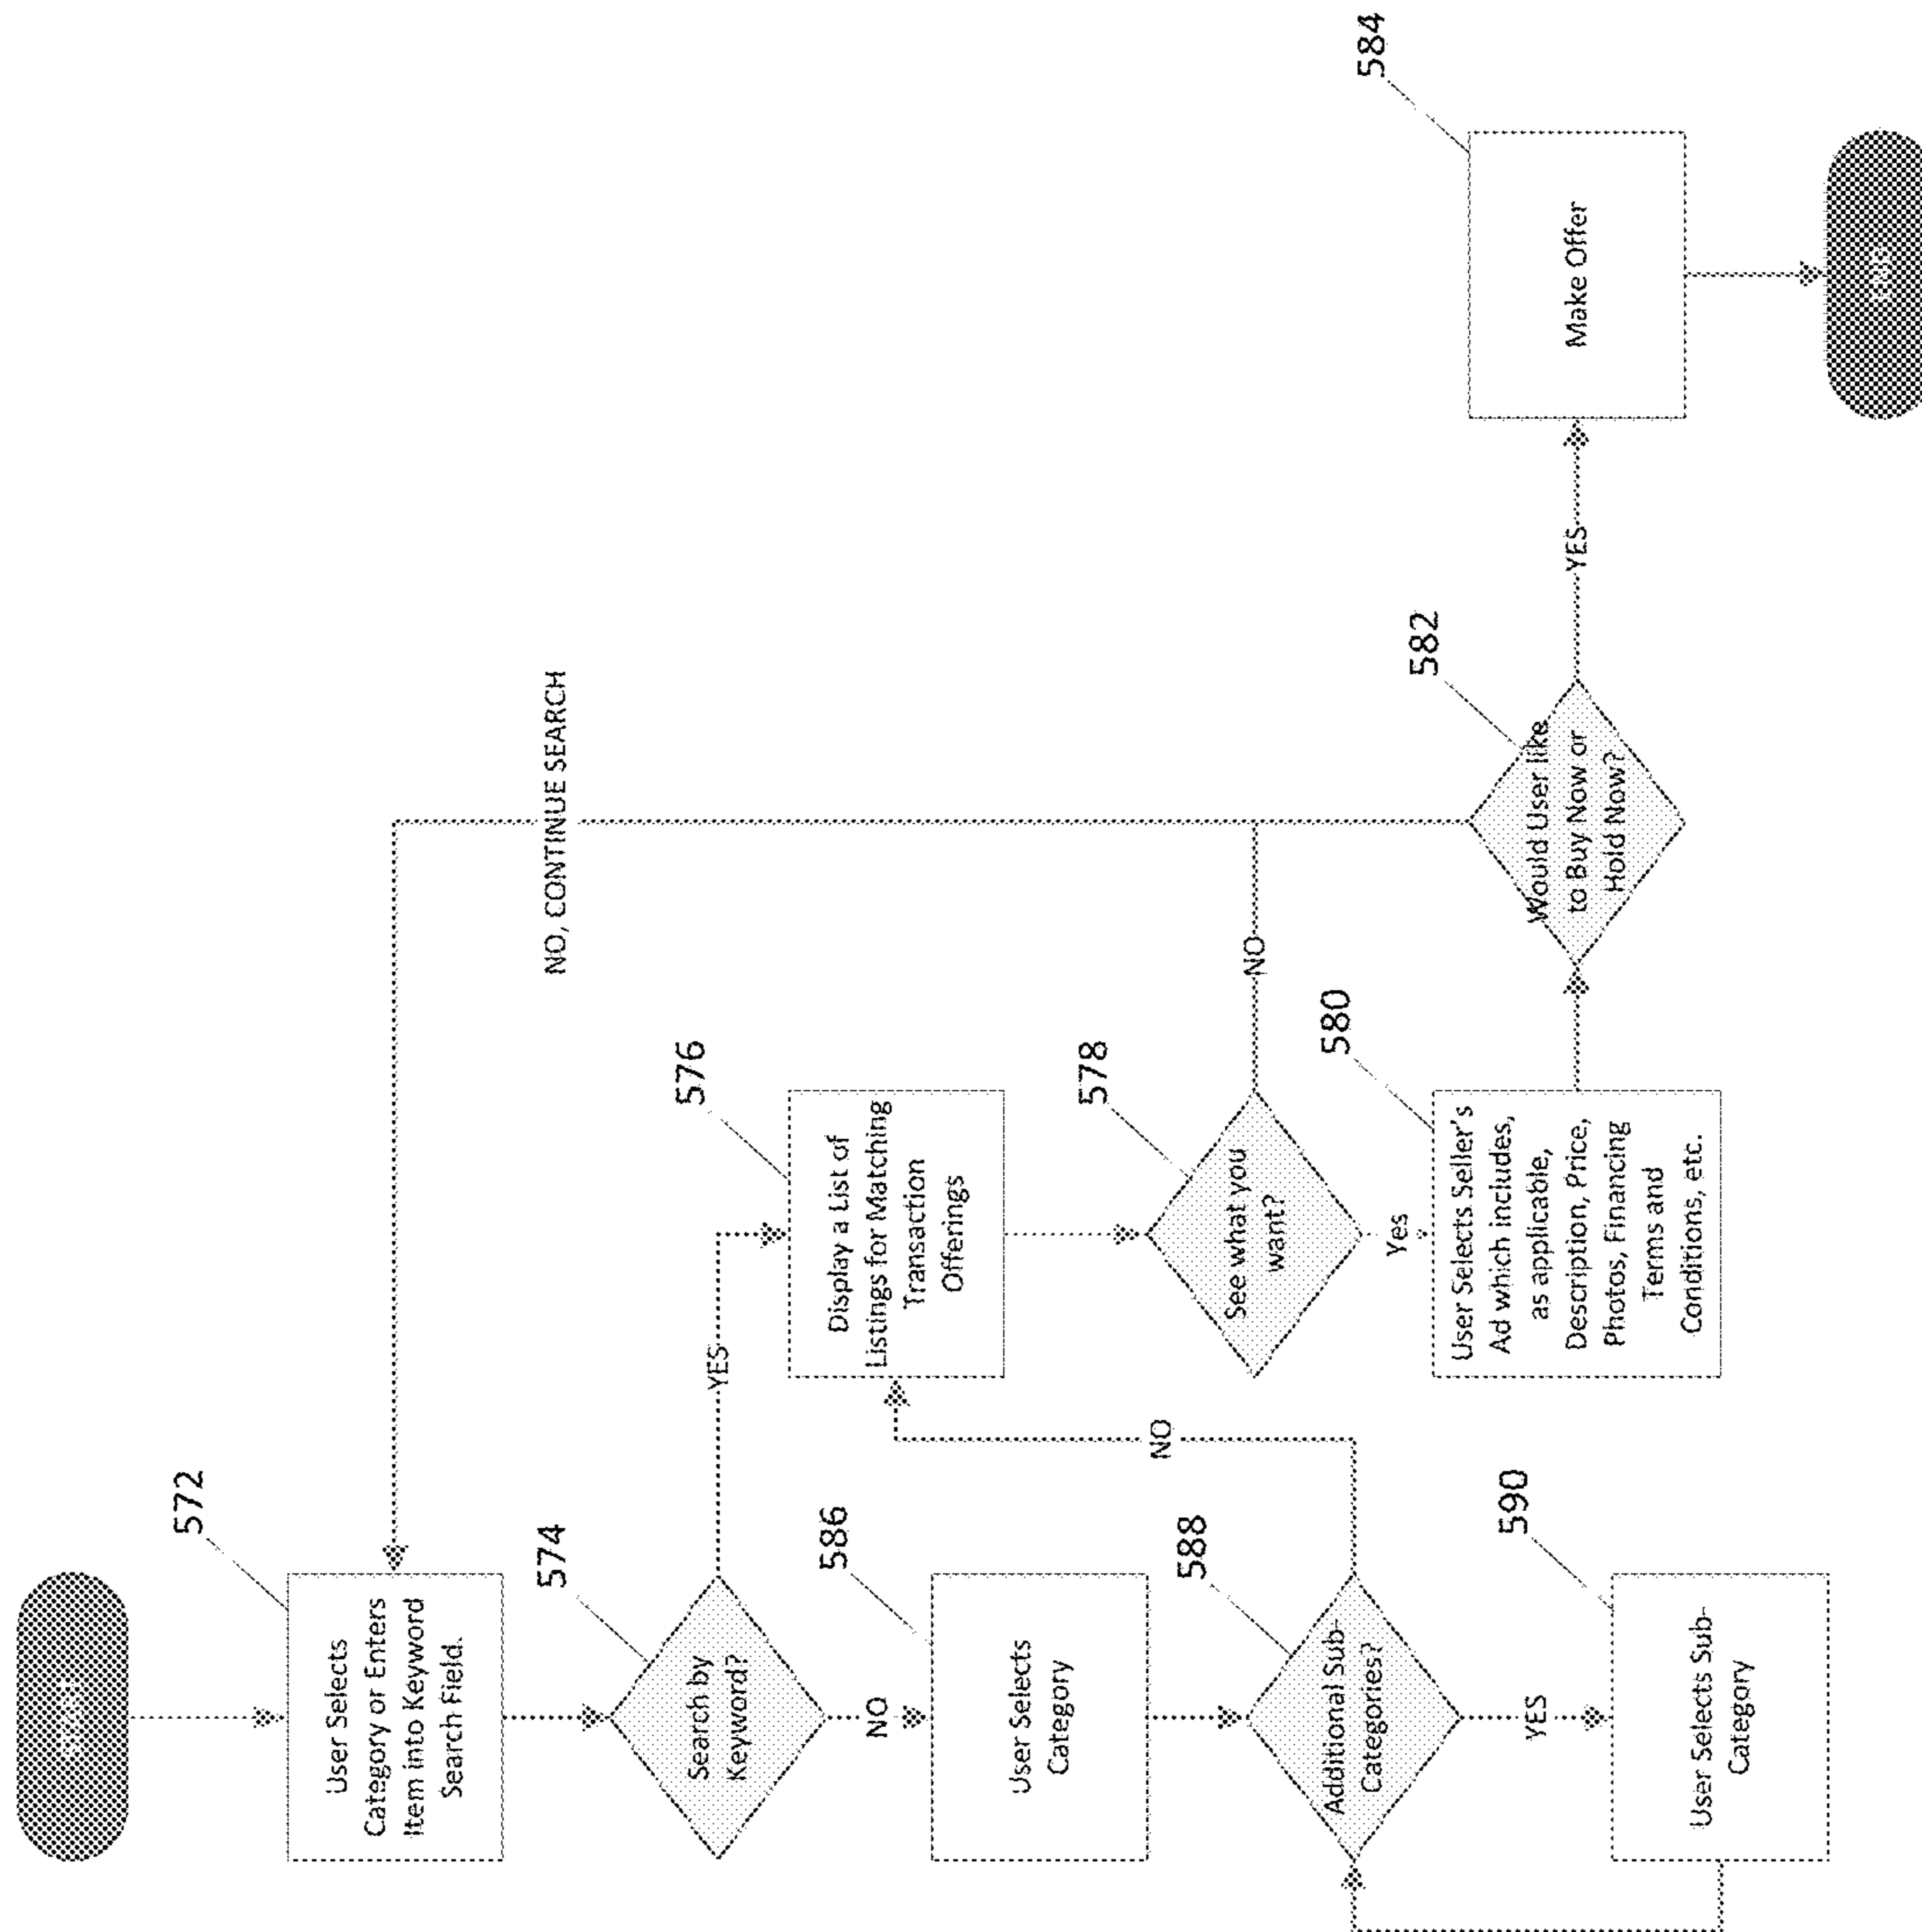 572
User Selects
Category or Enters
Item into Keyword
Search Field.
574
Search by
Keyword?
YES
NO
586
User Selects
Category
588
Additional Sub-
Categories?
NO
YES
590
User Selects Sub-
Category
576
Display a List of
Listings for Matching
Transaction
Offerings
578
See what you
want?
NO
Yes
580
User Selects Seller's
Ad which includes,
as applicable,
Description, Price,
Photos, Financing
Terms and
Conditions, etc.
NO, CONTINUE SEARCH
582
Would User like
to Buy Now or
Hold Now?
YES
584
Make Offer